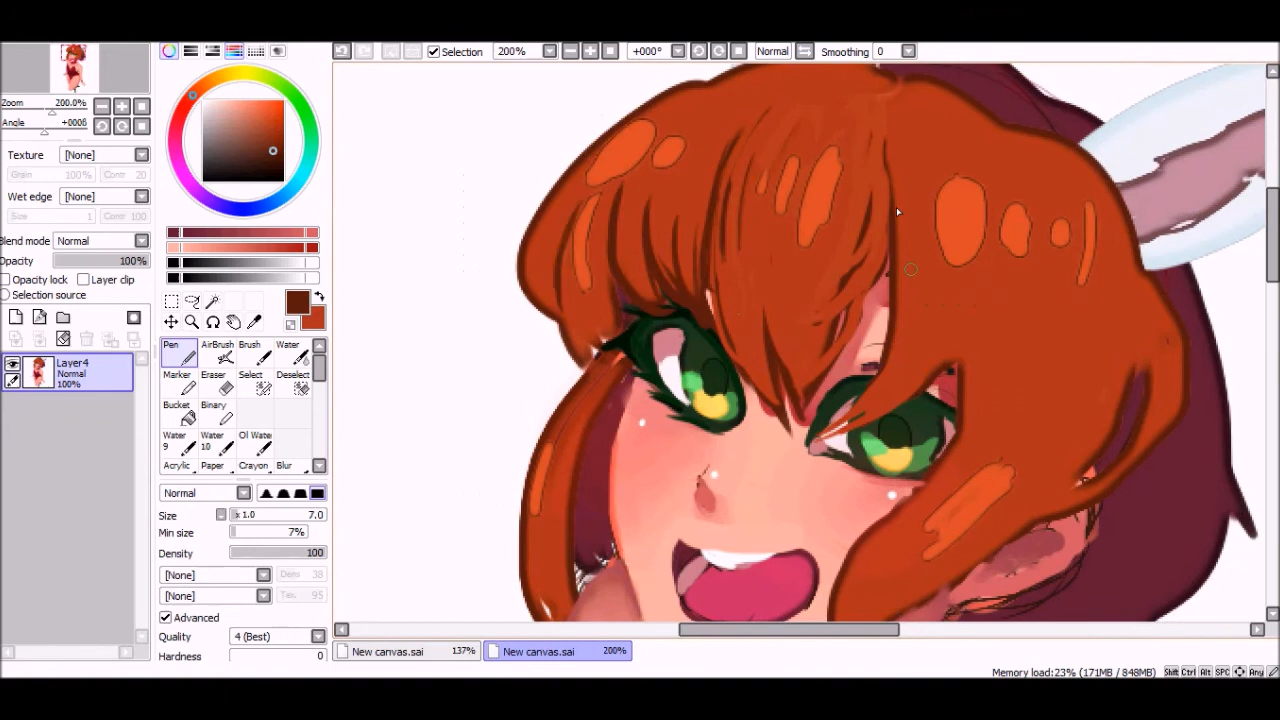 Selection 200% +000° Normal Smoothing 0
Zoom 200.0%
Angle +000ß
Texture [None]
Grain 100% Contr 20
Wet edge [None]
Size 1 Contr 100
Blend mode Normal
Opacity 100%
Opacity lock Layer clip
Selection source
Layer4
Normal
100%
Pen AirBrush Brush Water
Marker Eraser Select Deselect
Bucket Binary
Water 9 Water 10 Ol Wate
Acrylic Paper Crayon Blur
Normal
Size x 1.0 7.0
Min size 7%
Density 100
[None] Dens 38
[None] Tex. 95
Advanced
Quality 4 (Best)
Hardness 0
New canvas.sai 137% New canvas.sai 200%
Memory load:23% (171MB / 848MB) Shift Ctrl Alt SPC Any